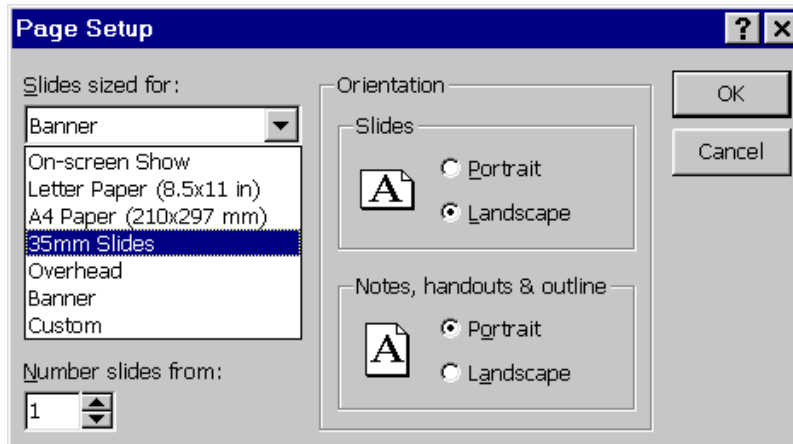 Page Setup
Slides sized for:
Banner
On-screen Show
Letter Paper (8.5x11 in)
A4 Paper (210x297 mm)
35mm Slides
Overhead
Banner
Custom
Number slides from:
1
Orientation
Slides
A
Portrait
Landscape
Notes, handouts & outline
A
Portrait
Landscape
OK
Cancel